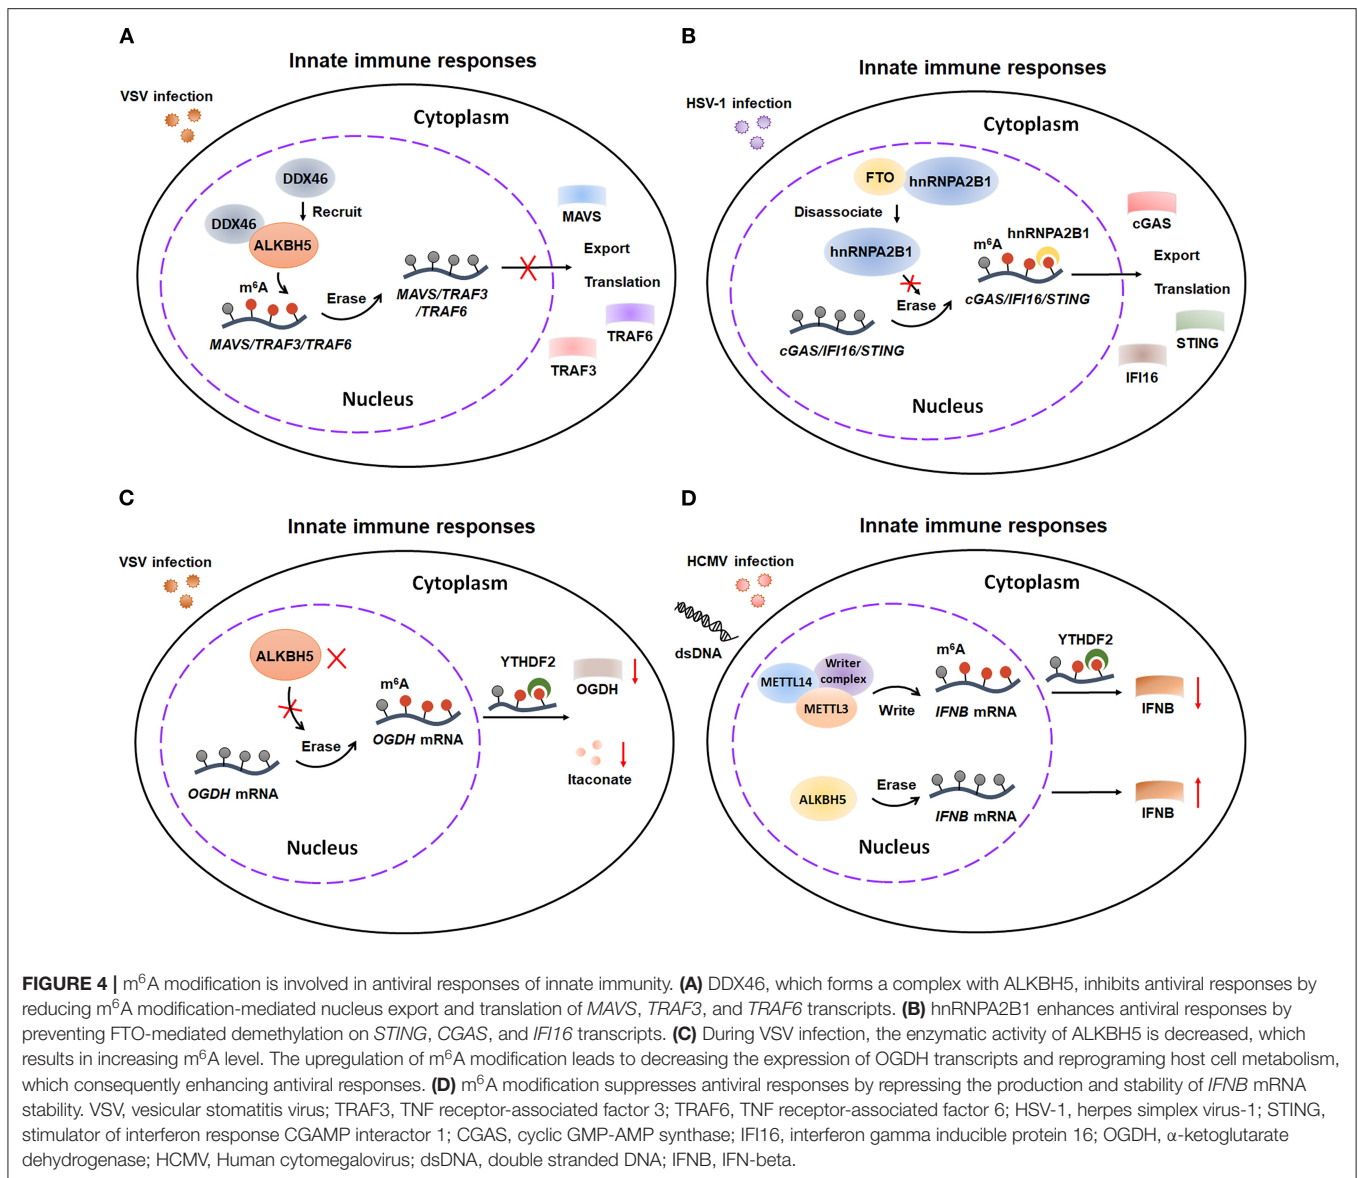 A
Innate immune responses
VSV infection
Cytoplasm
DDX46
Recruit
DDX46
ALKBH5
m⁶A
Erase
MAVS/TRAF3/TRAF6
MAVS/TRAF3
/TRAF6
MAVS
Export
Translation
TRAF6
TRAF3
Nucleus
B
Innate immune responses
HSV-1 infection
Cytoplasm
FTO
hnRNPA2B1
Disassociate
hnRNPA2B1
Erase
cGAS/IFI16/STING
m⁶A
hnRNPA2B1
cGAS/IFI16/STING
cGAS
Export
Translation
STING
IFI16
Nucleus
C
Innate immune responses
VSV infection
Cytoplasm
ALKBH5
Erase
OGDH mRNA
m⁶A
OGDH mRNA
YTHDF2
OGDH
Itaconate
Nucleus
D
Innate immune responses
HCMV infection
Cytoplasm
dsDNA
METTL14
Writer
complex
METTL3
Write
m⁶A
IFNB mRNA
YTHDF2
IFNB
ALKBH5
Erase
IFNB mRNA
IFNB
Nucleus
FIGURE 4 | m⁶A modification is involved in antiviral responses of innate immunity. (A) DDX46, which forms a complex with ALKBH5, inhibits antiviral responses by
reducing m⁶A modification-mediated nucleus export and translation of MAVS, TRAF3, and TRAF6 transcripts. (B) hnRNPA2B1 enhances antiviral responses by
preventing FTO-mediated demethylation on STING, CGAS, and IFI16 transcripts. (C) During VSV infection, the enzymatic activity of ALKBH5 is decreased, which
results in increasing m⁶A level. The upregulation of m⁶A modification leads to decreasing the expression of OGDH transcripts and reprograming host cell metabolism,
which consequently enhancing antiviral responses. (D) m⁶A modification suppresses antiviral responses by repressing the production and stability of IFNB mRNA
stability. VSV, vesicular stomatitis virus; TRAF3, TNF receptor-associated factor 3; TRAF6, TNF receptor-associated factor 6; HSV-1, herpes simplex virus-1; STING,
stimulator of interferon response CGAMP interactor 1; CGAS, cyclic GMP-AMP synthase; IFI16, interferon gamma inducible protein 16; OGDH, α-ketoglutarate
dehydrogenase; HCMV, Human cytomegalovirus; dsDNA, double stranded DNA; IFNB, IFN-beta.